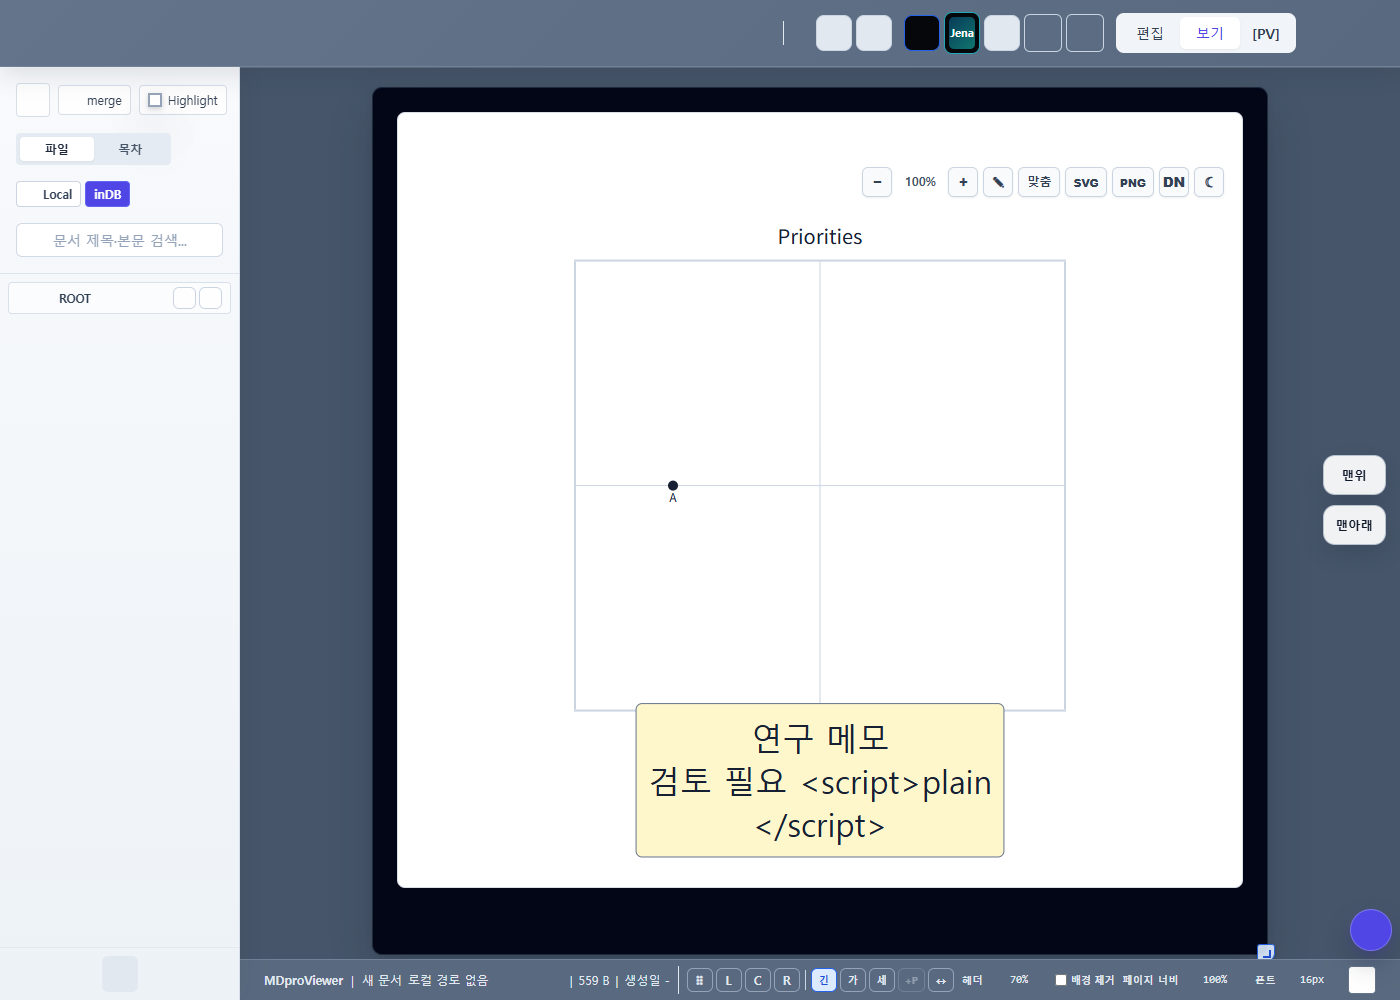 Jena
편집
보기
[PV]
merge
Highlight
파일
목차
Local
inDB
문서 제목·본문 검색...
ROOT
−
100%
+
맞춤
SVG
PNG
DN
Priorities
A
연구 메모
검토 필요 <script>plain
</script>
맨위
맨아래
MDproViewer | 새 문서 로컬 경로 없음 | 559 B | 생성일 - L C R 긴 가 세 +P ↔ 헤더 70% 배경 제거 페이지 너비 100% 폰트 16px